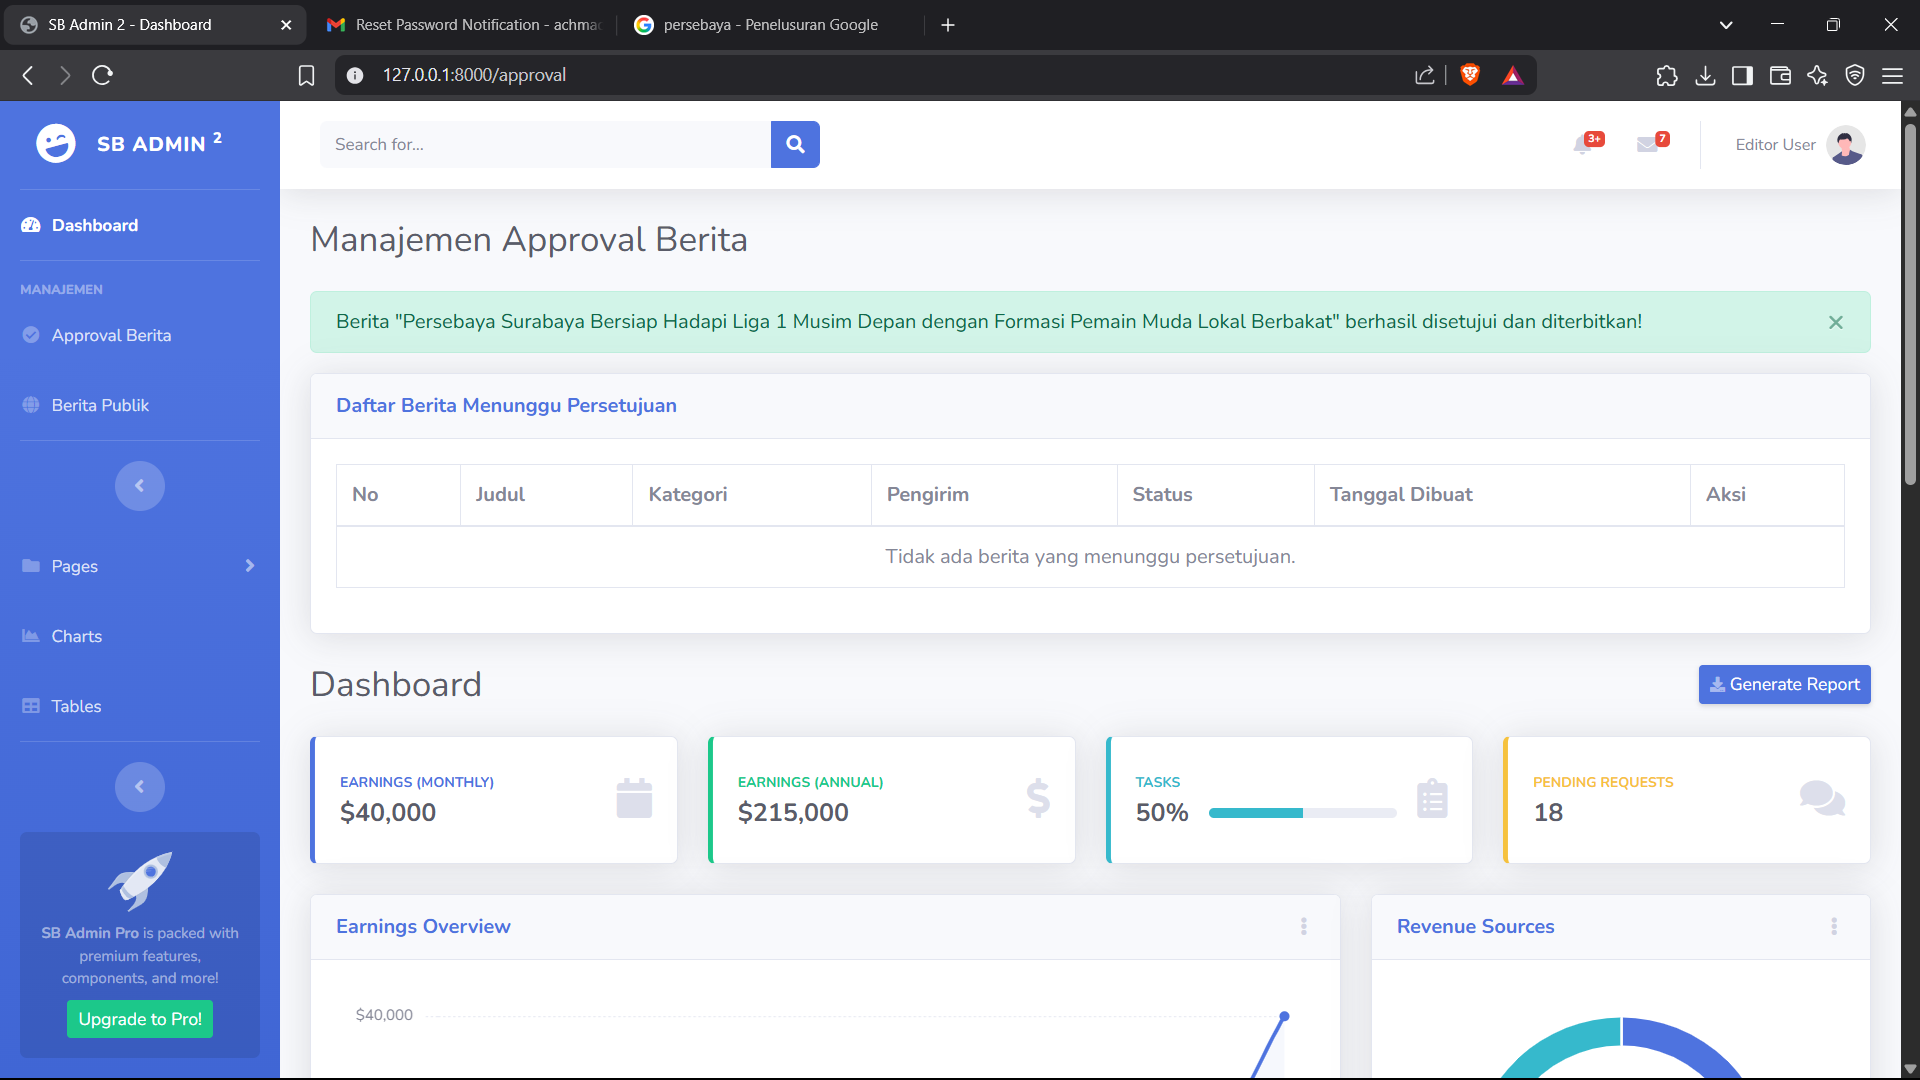 SB Admin 2 - Dashboard
Reset Password Notification - achmad
persebaya - Penelusuran Google
127.0.0.1:8000/approval
SB ADMIN 2
Search for...
3+
7
Editor User
Dashboard
MANAJEMEN
Approval Berita
Berita Publik
Pages
Charts
Tables
SB Admin Pro is packed with
premium features,
components, and more!
Upgrade to Pro!
Manajemen Approval Berita
Berita "Persebaya Surabaya Bersiap Hadapi Liga 1 Musim Depan dengan Formasi Pemain Muda Lokal Berbakat" berhasil disetujui dan diterbitkan!
Daftar Berita Menunggu Persetujuan
No Judul Kategori Pengirim Status Tanggal Dibuat Aksi
Tidak ada berita yang menunggu persetujuan.
Dashboard
Generate Report
EARNINGS (MONTHLY)
$40,000
EARNINGS (ANNUAL)
$215,000
TASKS
50%
PENDING REQUESTS
18
Earnings Overview
$40,000
Revenue Sources